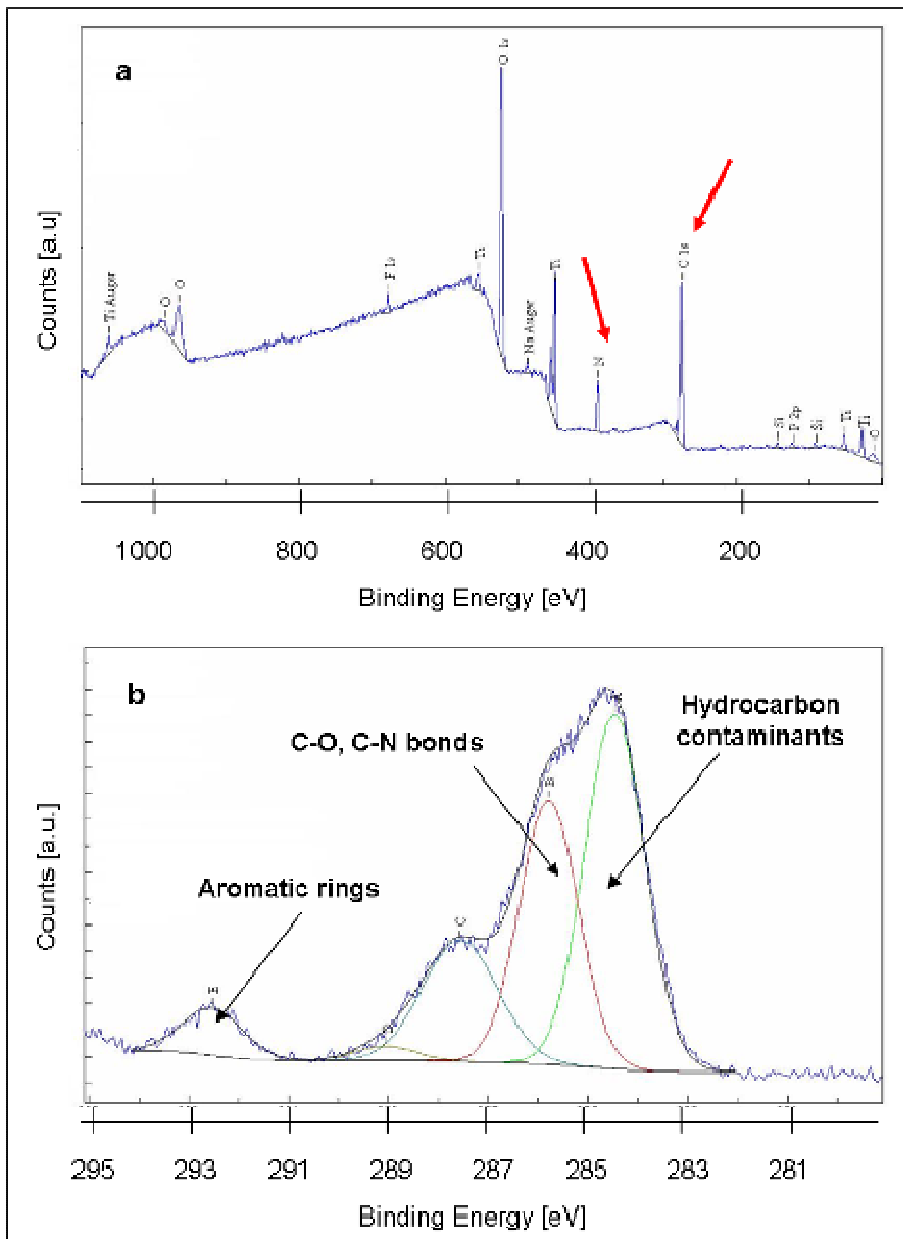 a
O 1s
C 1s
Ti Auger
O
O
F 1s
Ti
Na Auger
Ti
N
Si
P 2p
Si
Ti
Ti
O
Counts [a.u]
1000
800
600
400
200
Binding Energy [eV]
b
Hydrocarbon
contaminants
C-O, C-N bonds
B
Aromatic rings
C
Counts [a.u.]
295
293
291
289
287
285
283
281
Binding Energy [eV]